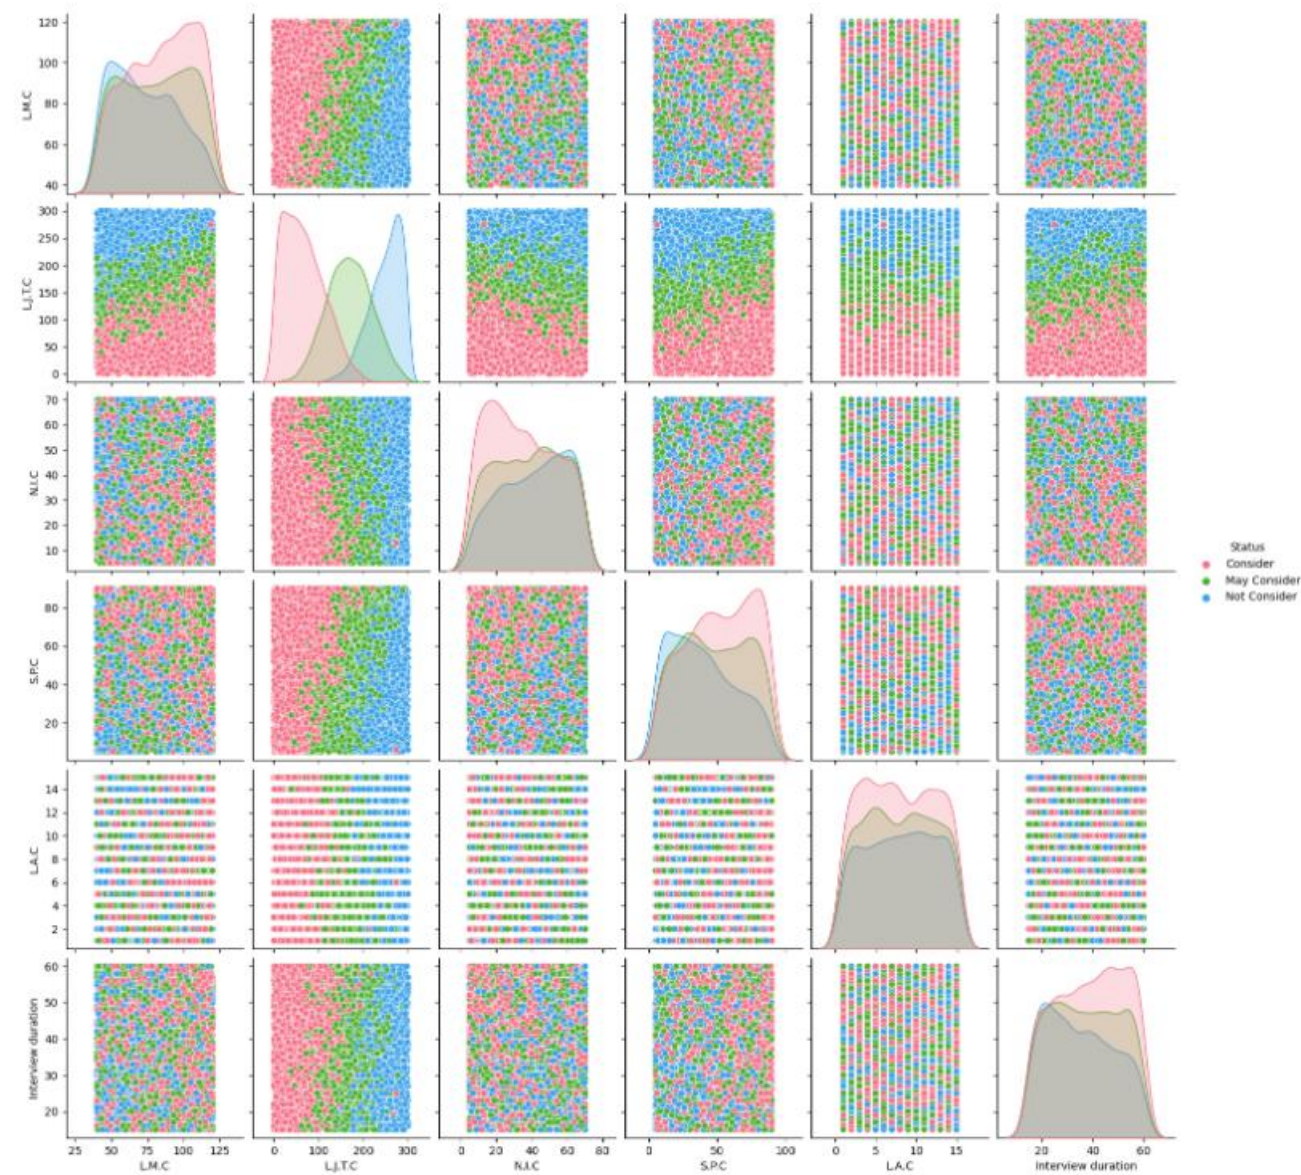 120
100
80
60
40
L.M.C
300
250
200
150
100
50
0
L.J.T.C
70
60
50
40
30
20
10
N.I.C
80
60
40
20
S.P.C
14
12
10
8
6
4
2
L.A.C
60
50
40
30
20
Interview duration
25 50 75 100 125
L.M.C
0 100 200 300
L.J.T.C
0 20 40 60 80
N.I.C
0 50 100
S.P.C
0 5 10 15
L.A.C
20 40 60
Interview duration
Status
Consider
May Consider
Not Consider